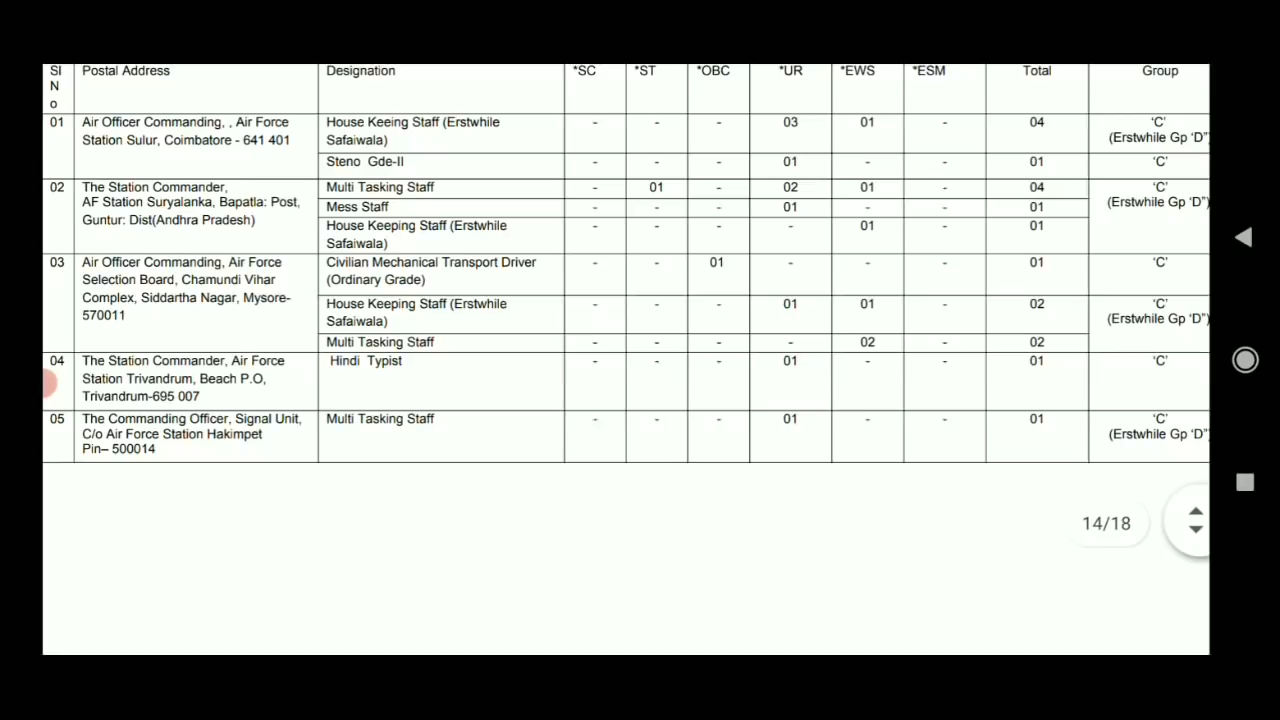 Sl N o Postal Address Designation *SC *ST *OBC *UR *EWS *ESM Total Group
01 Air Officer Commanding, , Air Force Station Sulur, Coimbatore - 641 401 House Keeing Staff (Erstwhile Safaiwala) - - - 03 01 - 04 ‘C’ (Erstwhile Gp ‘D”)
Steno Gde-II - - - 01 - - 01 ‘C’
02 The Station Commander, AF Station Suryalanka, Bapatla: Post, Guntur: Dist(Andhra Pradesh) Multi Tasking Staff - 01 - 02 01 - 04 ‘C’ (Erstwhile Gp ‘D”)
Mess Staff - - - 01 - - 01
House Keeping Staff (Erstwhile Safaiwala) - - - - 01 - 01
03 Air Officer Commanding, Air Force Selection Board, Chamundi Vihar Complex, Siddartha Nagar, Mysore-570011 Civilian Mechanical Transport Driver (Ordinary Grade) - - 01 - - - 01 ‘C’
House Keeping Staff (Erstwhile Safaiwala) - - - 01 01 - 02 ‘C’ (Erstwhile Gp ‘D”)
Multi Tasking Staff - - - - 02 - 02
04 The Station Commander, Air Force Station Trivandrum, Beach P.O, Trivandrum-695 007 Hindi Typist - - - 01 - - 01 ‘C’
05 The Commanding Officer, Signal Unit, C/o Air Force Station Hakimpet Pin– 500014 Multi Tasking Staff - - - 01 - - 01 ‘C’ (Erstwhile Gp ‘D”)
14/18